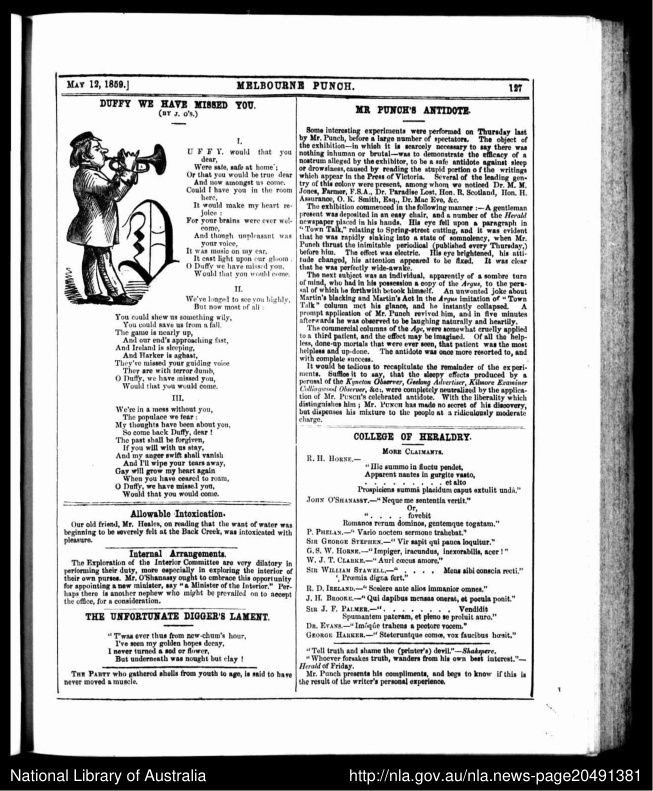 MAY 12, 1859.]
MELBOURNE PUNCH.
127
DUFFY WE HAVE MISSED YOU.
(BY J. O'S.)
I.
D UFFY. would that you
dear,
Were safe, safe at home;
Or that you would be true dear
And now amongst us come.
Could I have you in the room
here,
It would make my heart re-
joice:
For your brains were ever wel-
come,
And though unpleasant was
your voice,
It was music on my ear,
It cast light upon our gloom.
O Duffy we have missed you,
Would that you would come.
II.
We've longed to see you highly,
But now most of all:
You could shew us something wily,
You could save us from a fall.
The game is nearly up,
And our end's approaching fast,
And Ireland is sleeping,
And Harker is aghast,
They've missed your guiding voice
They are with terror dumb,
O Duffy, we have missed you,
Would that you would come.
III.
We're in a mess without you,
The populace we fear:
My thoughts have been about you,
So come back Duffy, dear!
The past shall be forgiven,
If you will with us stay,
And my anger swift shall vanish
And I'll wipe your tears away,
Gay will grow my heart again
When you have ceared to roam,
O Duffy, we have missed you,
Would that you would come.
Allowable Intoxication.
Our old friend, Mr. Heales, on reading that the want of water was
beginning to be severely felt at the Back Creek, was intoxicated with
pleasure.
Internal Arrangements.
The Exploration of the Interior Committee are very dilatory in
performing their duty, more especially in exploring the interior of
their own purses. Mr. O'Shanassy ought to embrace this opportunity
for appointing a new minister, say "a Minister of the Interior." Per-
haps there is another nephew who might be prevailed on to accept
the office, for a consideration.
THE UNFORTUNATE DIGGER'S LAMENT.
"T'was ever thus from new-chum's hour,
I've seen my golden hopes decay,
I never turned a sod or flower,
But underneath was nought but clay!
THE PARTY who gathered shells from youth to age, is said to have
never moved a muscle.
MR PUNCH'S ANTIDOTE.
Some interesting experiments were performed on Thursday last
by Mr. Punch, before a large number of spectators. The object of
the exhibition—in which it is scarcely necessary to say there was
nothing inhuman or brutal—was to demonstrate the efficacy of a
nostrum alleged by the exhibitor, to be a safe antidote against sleep
or drowsiness, caused by reading the stupid portion of the writings
which appear in the Press of Victoria. Several of the leading gen-
try of this colony were present, among whom we noticed Dr. M. M.
Jones, Farmer, F.S.A., Dr. Paradise Lost, Hon. R. Scotland, Hon. H.
Assurance, O. K. Smith, Esq., Dr. Mac Eve, &c.
The exhibition commenced in the following manner:—A gentleman
present was deposited in an easy chair, and a number of the Herald
newspaper placed in his hands. His eye fell upon a paragraph in
"Town Talk," relating to Spring-street cutting, and it was evident
that he was rapidly sinking into a state of somnolency, when Mr.
Punch thrust the inimitable periodical (published every Thursday,)
before him. The effect was electric. His eye brightened, his atti-
tude changed, his attention appeared to be fixed. It was clear
that he was perfectly wide-awake.
The next subject was an individual, apparently of a sombre turn
of mind, who had in his possession a copy of the Argus, to the peru-
sal of which he forthwith betook himself. An unwonted joke about
Martin's blacking and Martin's Act in the Argus imitation of "Town
Talk" column met his glance, and he instantly collapsed. A
prompt application of Mr. Punch revived him, and in five minutes
afterwards he was observed to be laughing naturally and heartily.
The commercial columns of the Age, were somewhat cruelly applied
to a third patient, and the effect may be imagined. Of all the help-
less, done-up mortals that were ever seen, that patient was the most
helpless and up-done. The antidote was once more resorted to, and
with complete success.
It would be tedious to recapitulate the remainder of the experi-
ments. Suffice it to say, that the sleepy effects produced by a
perusal of the Kyneton Observer, Geelong Advertiser, Kilmore Examiner
Collingwood Observer, &c., were completely neutralized by the applica-
tion of Mr. PUNCH's celebrated antidote. With the liberality which
distinguishes him; Mr. PUNCH has made no secret of his discovery,
but dispenses his mixture to the people at a ridiculously moderate
charge.
COLLEGE OF HERALDRY.
MORE CLAIMANTS.
R. H. HORNE.—
"Hic summo in fluctu pendet,
Apparent nantes in gurgite vasto,
. . . . . . . . . et alto
Prospiciens summâ placidum caput extulit undâ."
JOHN O'SHANASSY.—"Neque me sententia vertit."
Or,
". . . . fovebit
Romanos rerum dominos, gentemque togatam."
P. PHELAN.—"Vario noctem sermone trahebat."
SIR GEORGE STEPHEN.—"Vir sapit qui pauca loquitur."
G. S. W. HORNE.—"Impiger, iracundus, inexorabilis, acer!"
W. J. T. CLARKE.—"Auri cœcus amore."
SIR WILLIAM STAWELL.—". . . . Mens sibi conscia recti."
"Præmia digna fert."
R. D. IRELAND.—"Scelere ante alios immanior omnes."
J. H. BROOKE.—"Qui dapibus mensas onerat, et pocula ponit."
SIR J. F. PALMER.—". . . . . . . . Vendidit
Spumantem pateram, et pleno se proluit auro."
DR. EVANS.—"Imôque trahens a pectore vocem."
GEORGE HARKER.—"Steteruntque comœ, vox faucibus hœsit."
"Tell truth and shame the (printer's) devil."—Shakspere.
"Whoever forsakes truth, wanders from his own best interest."—
Herald of Friday.
Mr. Punch presents his compliments, and begs to know if this is
the result of the writer's personal experience.
National Library of Australia
http://nla.gov.au/nla.news-page20491381